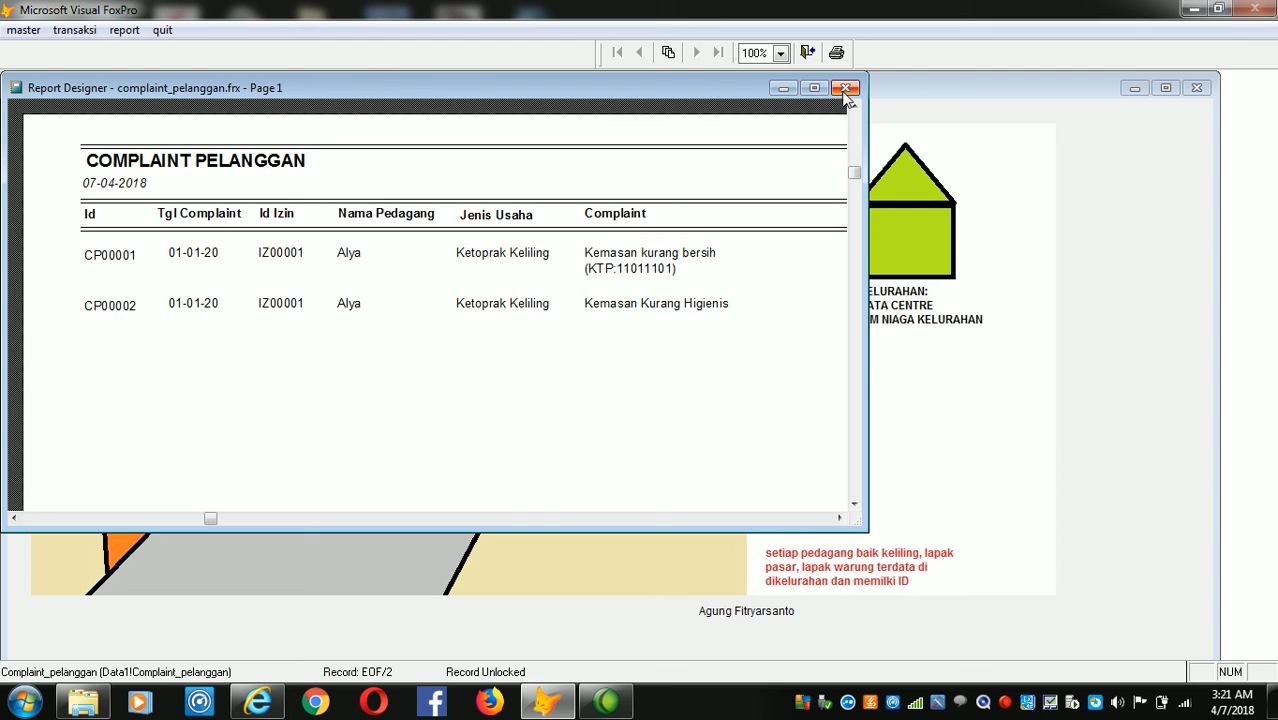 Microsoft Visual FoxPro
master transaksi report quit
100%
Report Designer - complaint_pelanggan.frx - Page 1
COMPLAINT PELANGGAN
07-04-2018
Id Tgl Complaint Id Izin Nama Pedagang Jenis Usaha Complaint
CP00001 01-01-20 IZ00001 Alya Ketoprak Keliling Kemasan kurang bersih
(KTP:11011101)
CP00002 01-01-20 IZ00001 Alya Ketoprak Keliling Kemasan Kurang Higienis
ELURAHAN:
ATA CENTRE
M NIAGA KELURAHAN
setiap pedagang baik keliling, lapak
pasar, lapak warung terdata di
dikelurahan dan memilki ID
Agung Fitryarsanto
Complaint_pelanggan (Data1!Complaint_pelanggan) Record: EOF/2 Record Unlocked NUM
3:21 AM
4/7/2018